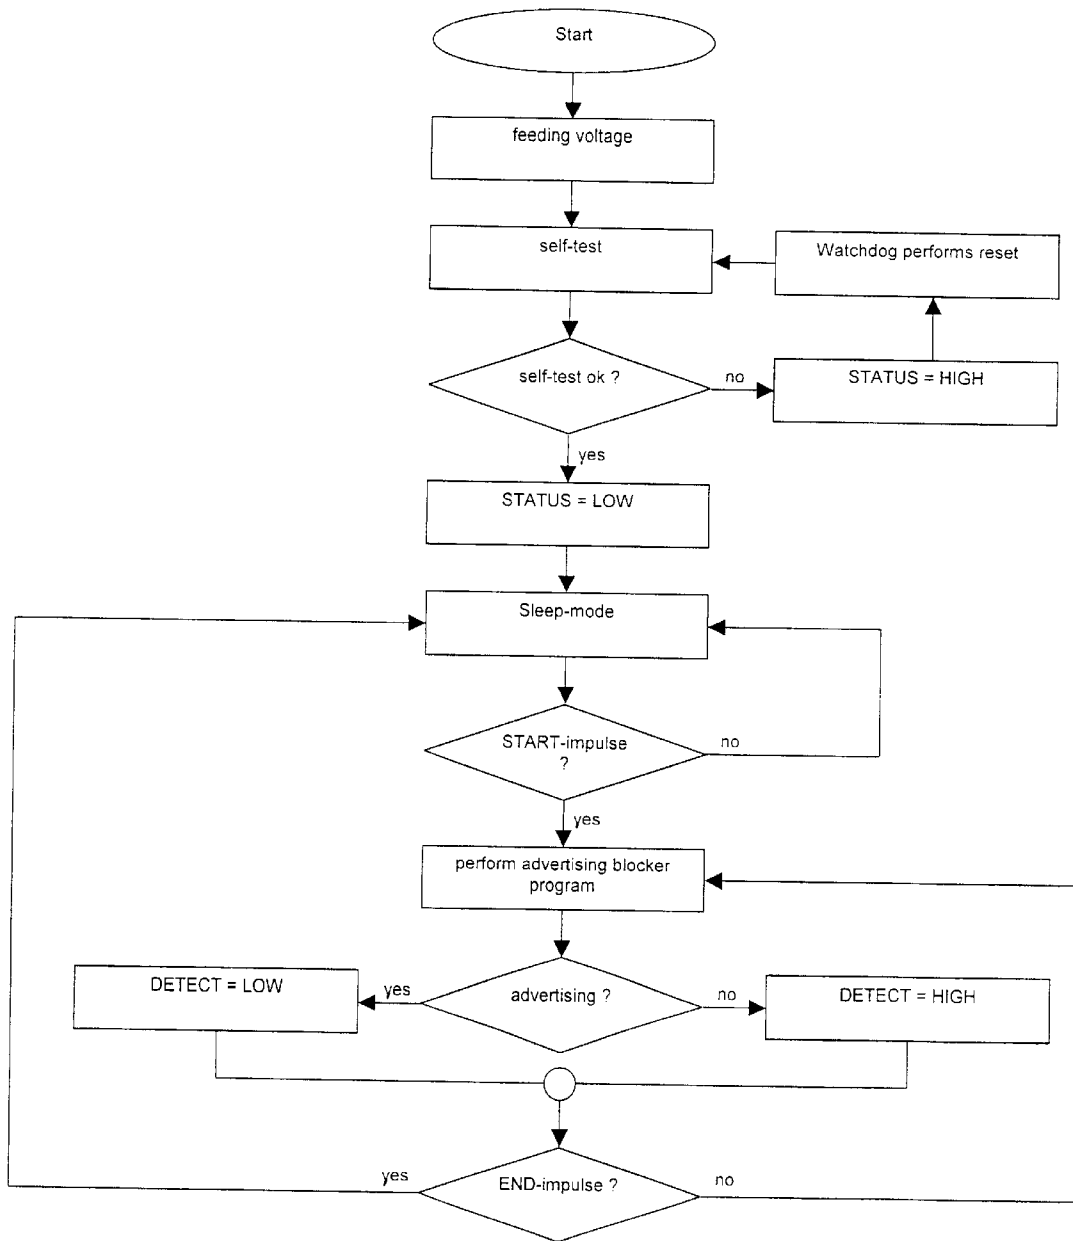 Start
feeding voltage
self-test
Watchdog performs reset
self-test ok ?
no
STATUS = HIGH
yes
STATUS = LOW
Sleep-mode
START-impulse
?
no
yes
perform advertising blocker
program
DETECT = LOW
yes
advertising ?
no
DETECT = HIGH
yes
END-impulse ?
no